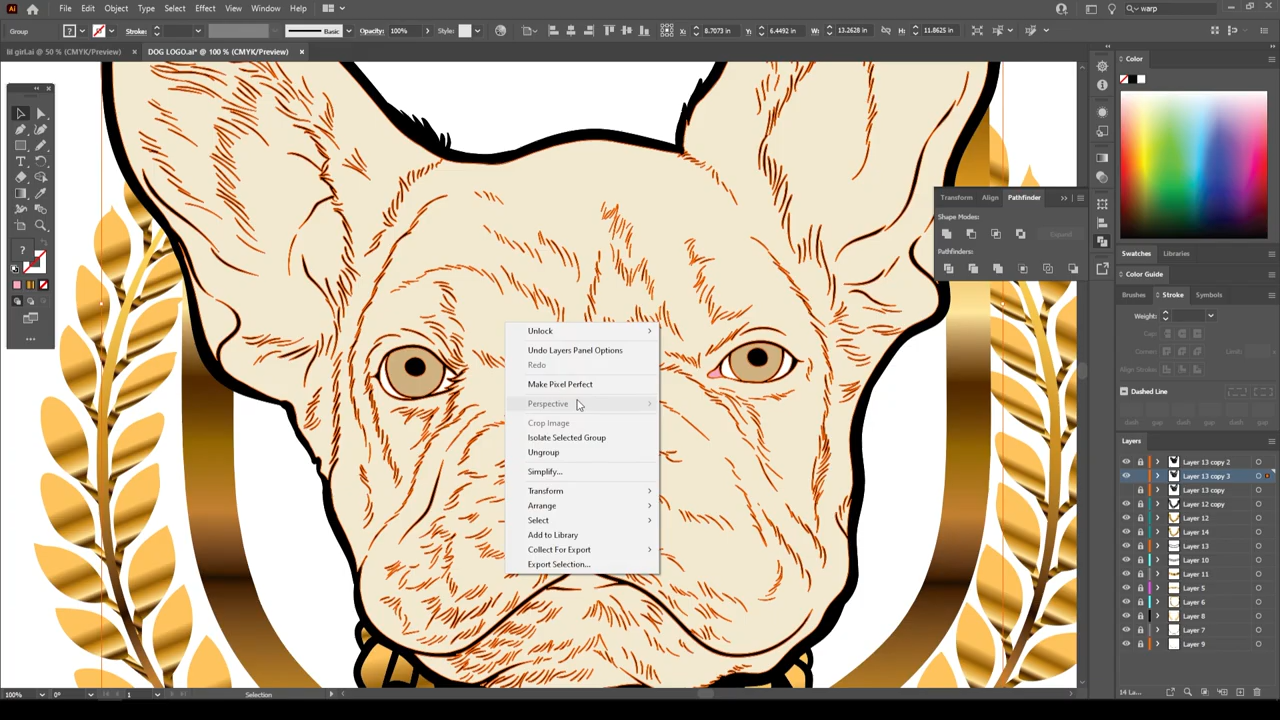 Ai File Edit Object Type Select Effect View Window Help warp
Group Stroke: Basic Opacity: 100% Style: X: 8.7073 in Y: 6.4492 in W: 13.2628 in H: 11.8625 in
lil girl.ai @ 50 % (CMYK/Preview) × DOG LOGO.ai* @ 100 % (CMYK/Preview) ×
Color
Transform Align Pathfinder
Shape Modes:
Expand
Pathfinders:
Swatches Libraries
Color Guide
Brushes Stroke Symbols
Weight:
Cap:
Corner: Limit:
Align Stroke:
Dashed Line
dash gap dash gap dash gap
Unlock
Undo Layers Panel Options
Redo
Make Pixel Perfect
Perspective
Crop Image
Isolate Selected Group
Ungroup
Simplify...
Transform
Arrange
Select
Add to Library
Collect For Export
Export Selection...
Layers
Layer 13 copy 2
Layer 13 copy 3
Layer 13 copy
Layer 12 copy
Layer 12
Layer 14
Layer 13
Layer 10
Layer 11
Layer 5
Layer 6
Layer 8
Layer 7
Layer 9
100% 0° 1 Selection 14 La...